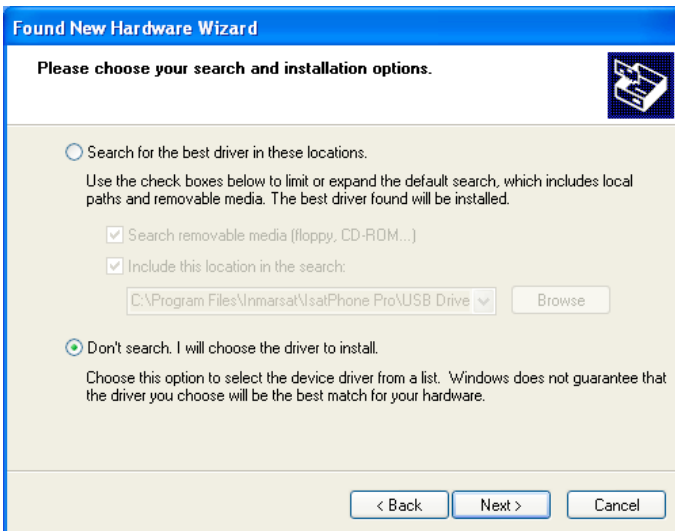 Found New Hardware Wizard
Please choose your search and installation options.
Search for the best driver in these locations.
Use the check boxes below to limit or expand the default search, which includes local
paths and removable media. The best driver found will be installed.
Search removable media (floppy, CD-ROM...)
Include this location in the search:
C:\Program Files\Inmarsat\IsatPhone Pro\USB Drive
Browse
Don't search. I will choose the driver to install.
Choose this option to select the device driver from a list. Windows does not guarantee that
the driver you choose will be the best match for your hardware.
< Back Next > Cancel